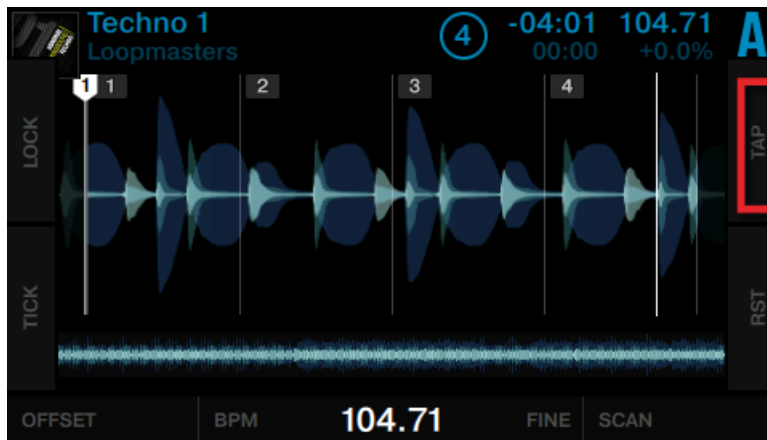 Techno 1
Loopmasters
4
-04:01 104.71
00:00 +0.0%
A
LOCK
TAP
1 1 2 3 4
TICK
RST
OFFSET BPM 104.71 FINE SCAN